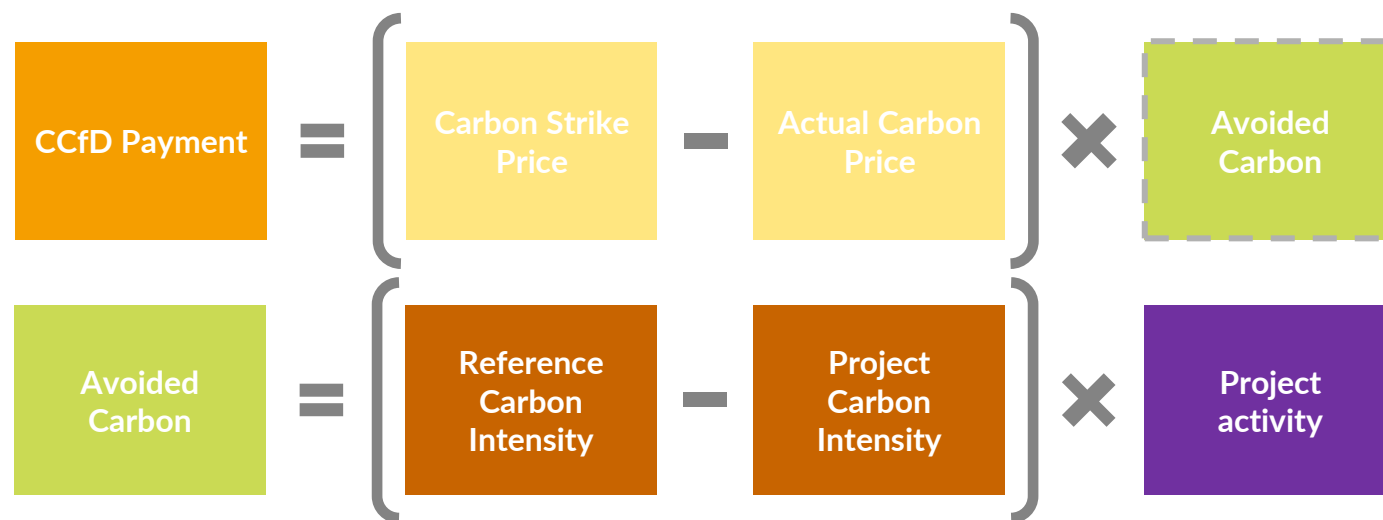 CCfD Payment = ( Carbon Strike Price − Actual Carbon Price ) × Avoided Carbon
Avoided Carbon = ( Reference Carbon Intensity − Project Carbon Intensity ) × Project activity